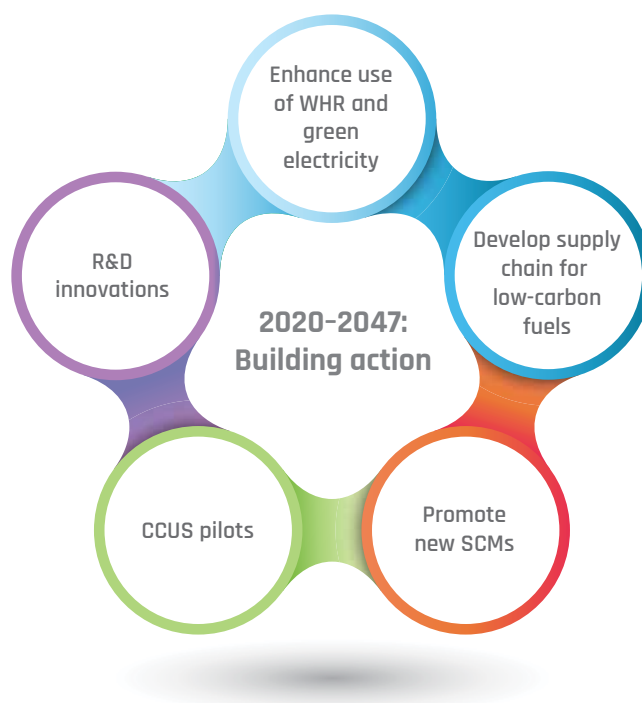 Enhance use
of WHR and
green
electricity
R&D
innovations
Develop supply
chain for
low-carbon
fuels
2020–2047:
Building action
CCUS pilots
Promote
new SCMs